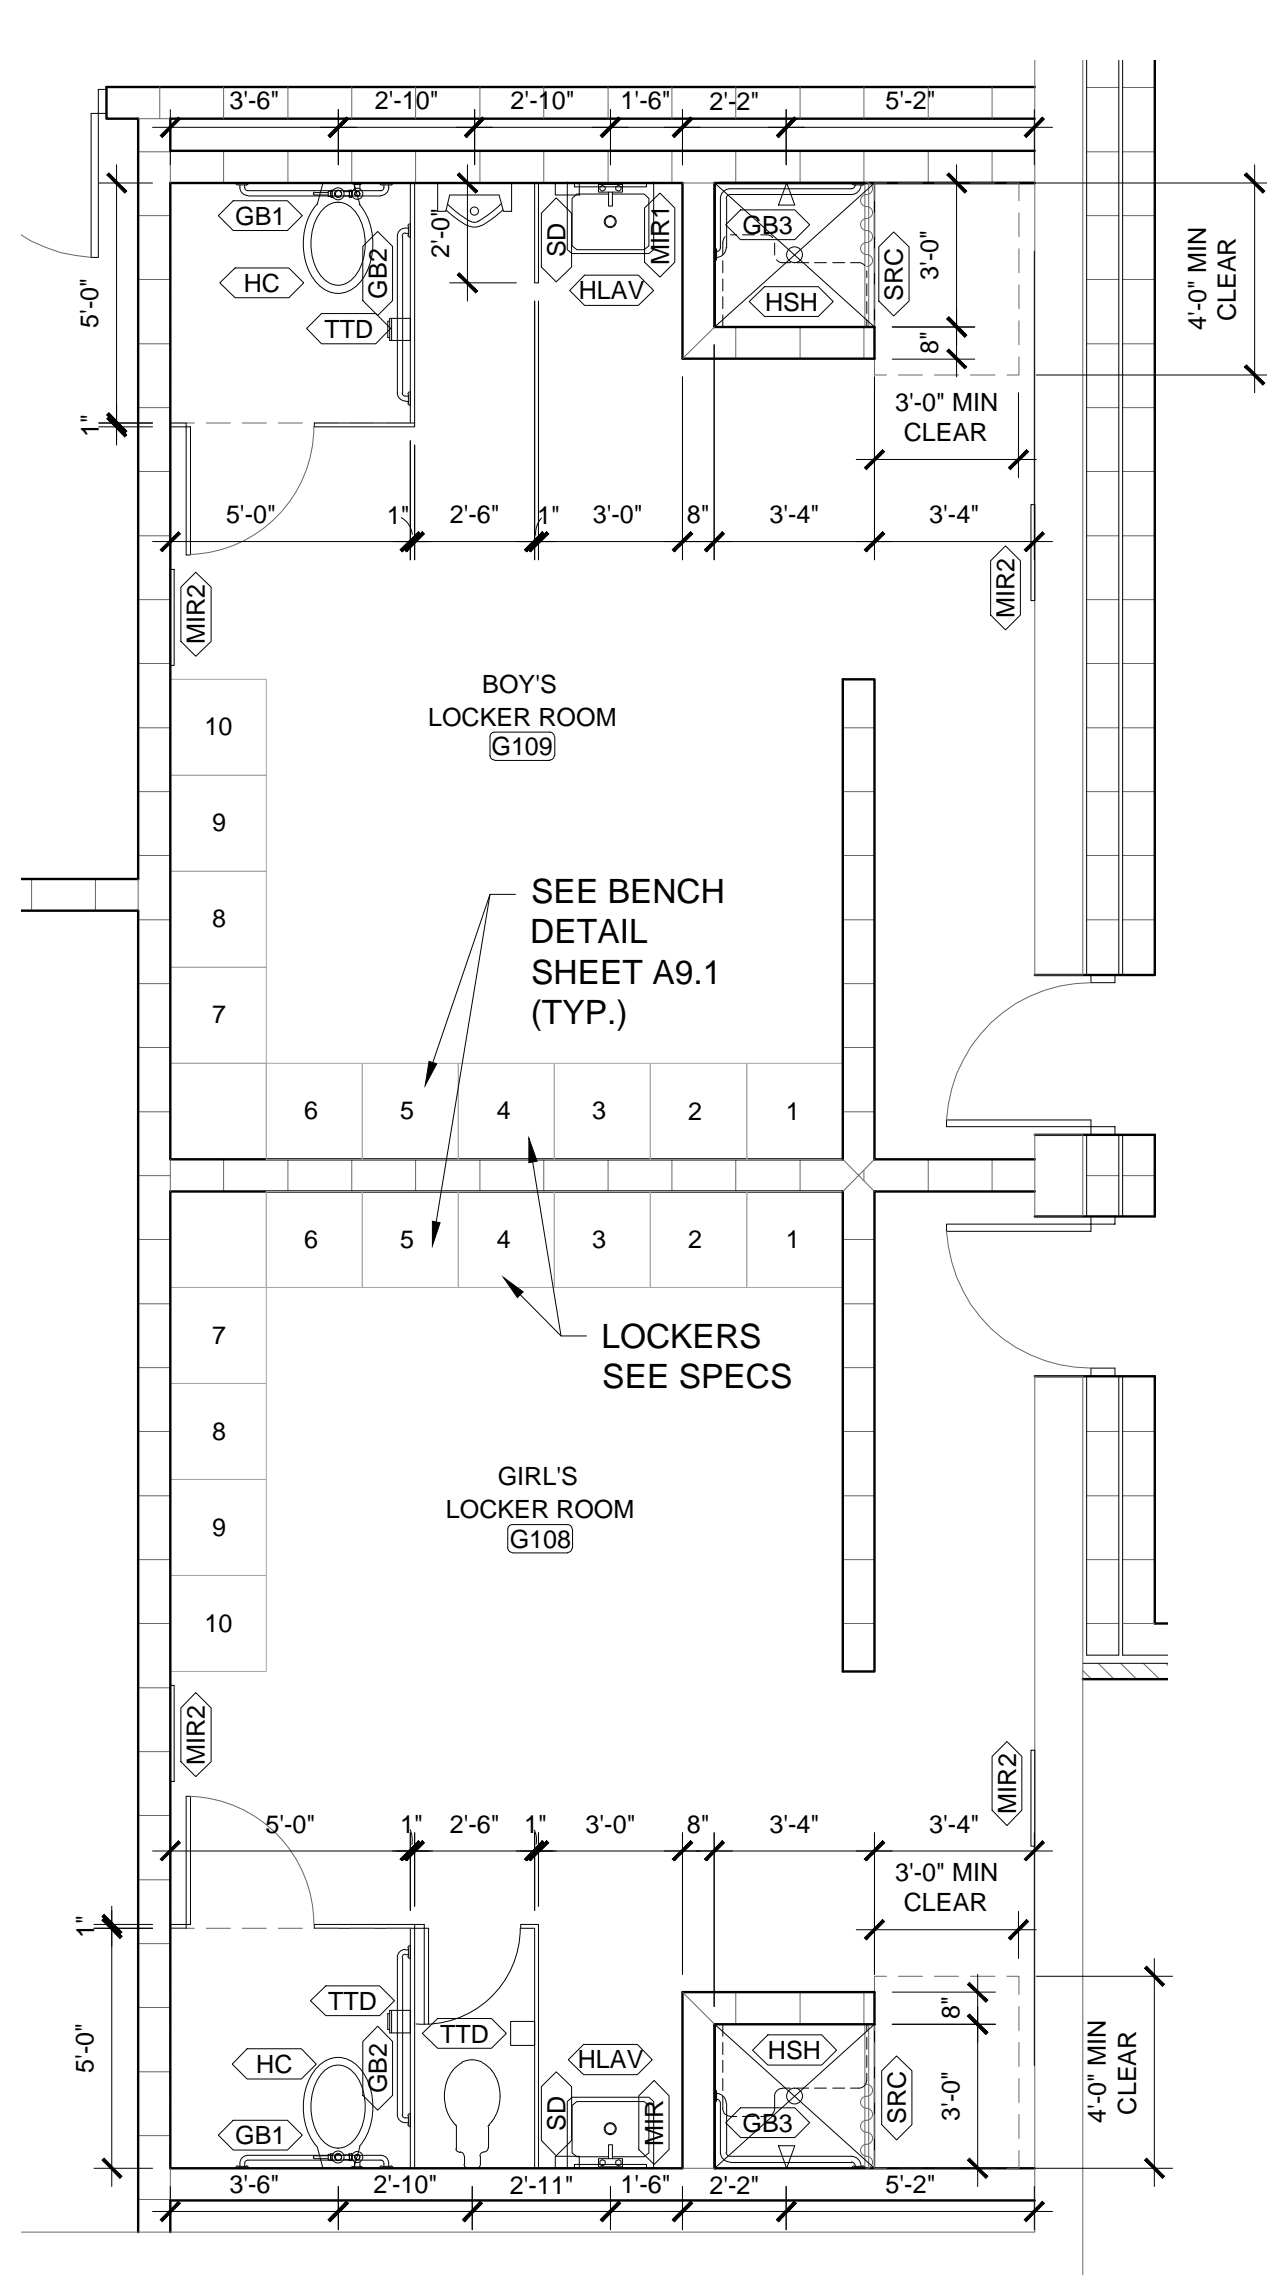 3'-6" 2'-10" 2'-10" 1'-6" 2'-2" 5'-2"
GB1
HC
GB2
TTD
2'-0"
SD
MIR1
HLAV
GB3
HSH
SRC
3'-0"
8"
4'-0" MIN
CLEAR
5'-0"
1"
3'-0" MIN
CLEAR
5'-0" 1" 2'-6" 1" 3'-0" 8" 3'-4" 3'-4"
MIR2
MIR2
BOY'S
LOCKER ROOM
G109
10
9
8
7
SEE BENCH
DETAIL
SHEET A9.1
(TYP.)
6 5 4 3 2 1
6 5 4 3 2 1
LOCKERS
SEE SPECS
7
8
9
10
GIRL'S
LOCKER ROOM
G108
MIR2
MIR2
5'-0" 1" 2'-6" 1" 3'-0" 8" 3'-4" 3'-4"
3'-0" MIN
CLEAR
1"
5'-0"
TTD
HC
GB2
GB1
TTD
HLAV
SD
MIR
HSH
GB3
SRC
8"
3'-0"
4'-0" MIN
CLEAR
3'-6" 2'-10" 2'-11" 1'-6" 2'-2" 5'-2"